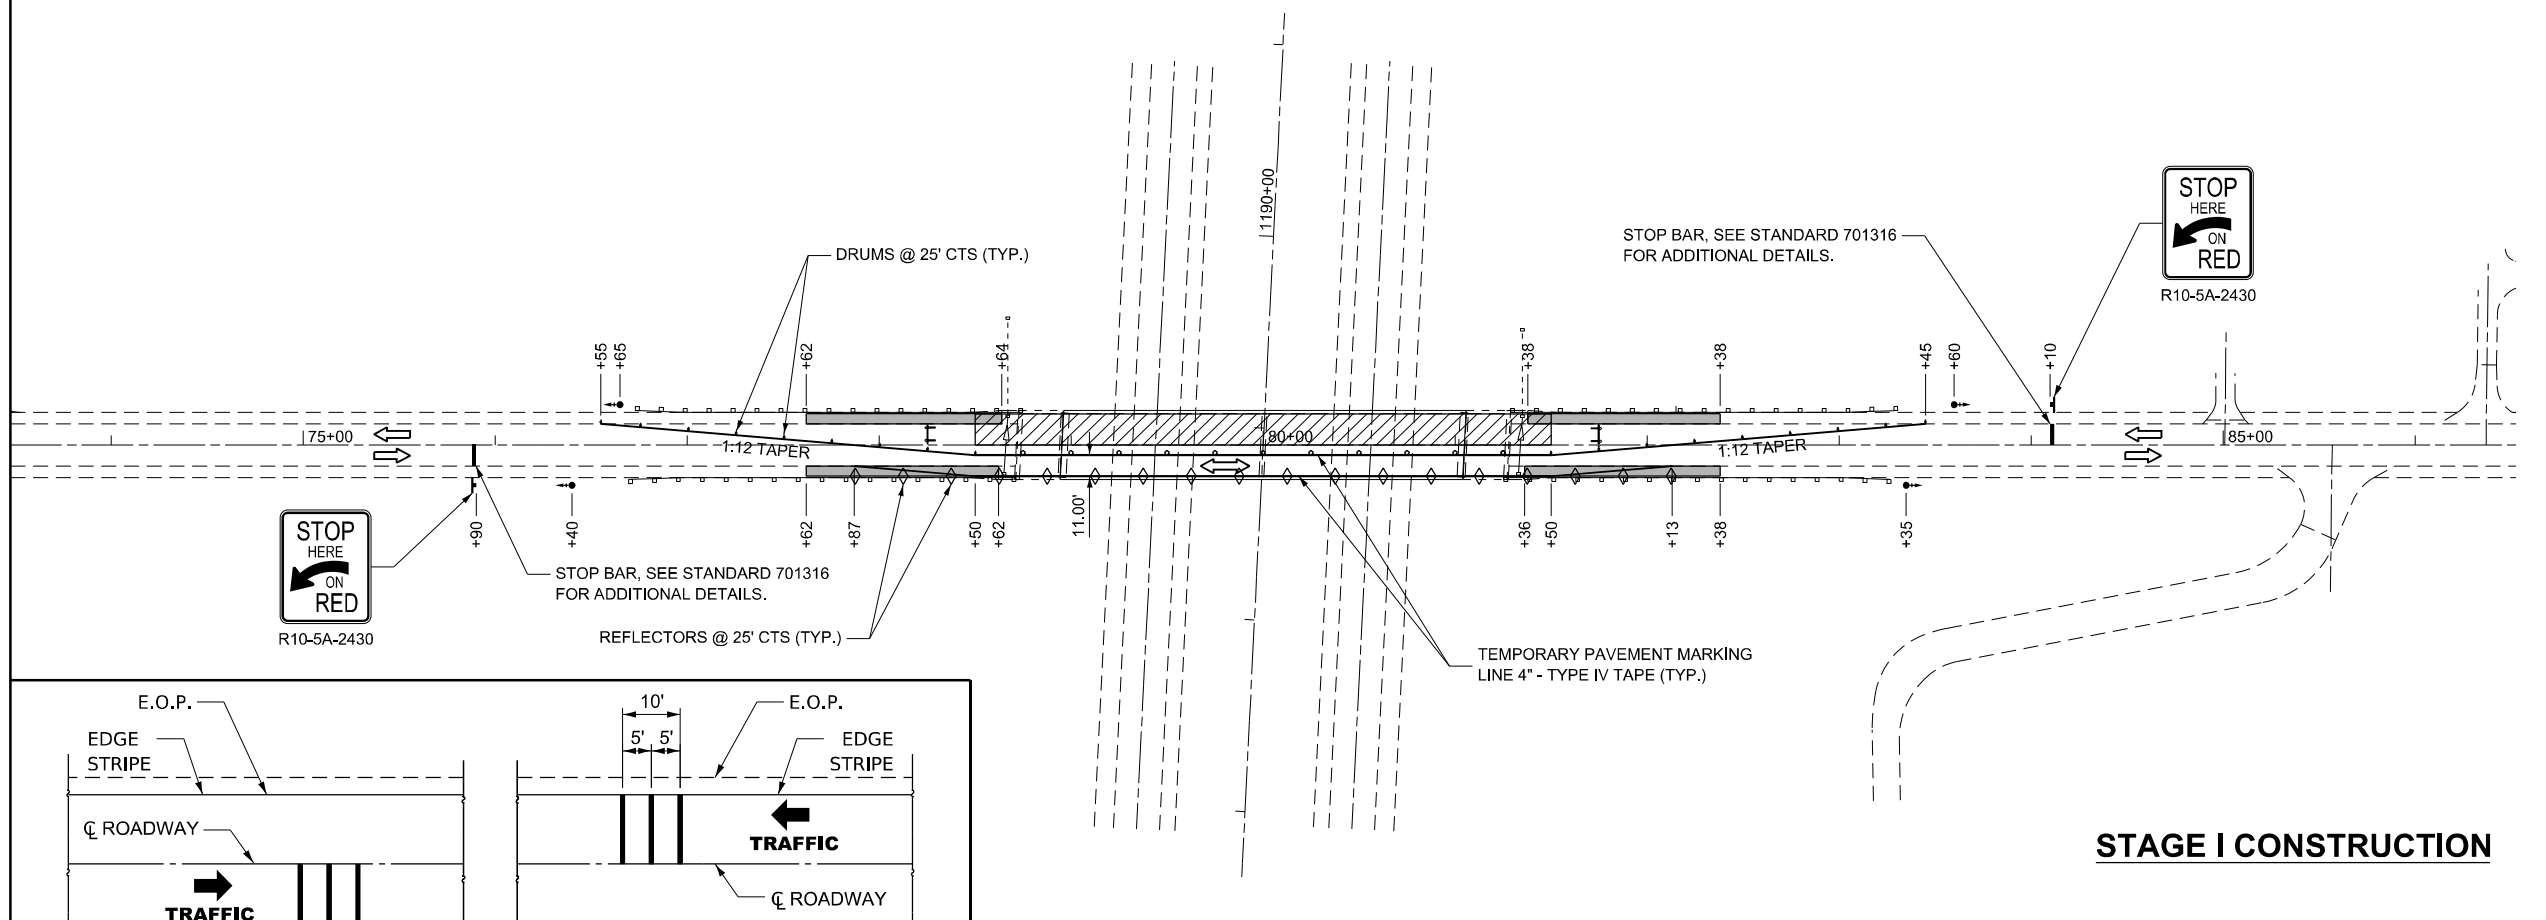 1190+00
DRUMS @ 25' CTS (TYP.)
STOP BAR, SEE STANDARD 701316
FOR ADDITIONAL DETAILS.
STOP
HERE
ON
RED
R10-5A-2430
+55
+65
+62
+64
+38
+38
+45
+60
+10
75+00
1:12 TAPER
80+00
1:12 TAPER
85+00
+90
+40
+62
+87
+50
+62
11.00'
+36
+50
+13
+38
+35
STOP
HERE
ON
RED
R10-5A-2430
STOP BAR, SEE STANDARD 701316
FOR ADDITIONAL DETAILS.
REFLECTORS @ 25' CTS (TYP.)
TEMPORARY PAVEMENT MARKING
LINE 4" - TYPE IV TAPE (TYP.)
E.O.P.
EDGE
STRIPE
℄ ROADWAY
TRAFFIC
10'
5' 5'
E.O.P.
EDGE
STRIPE
TRAFFIC
℄ ROADWAY
STAGE I CONSTRUCTION